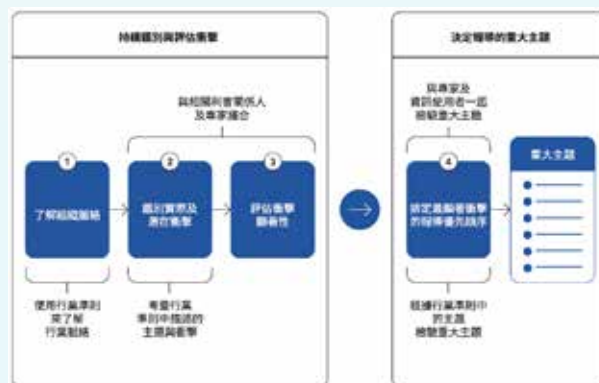 持續鑑別與評估衝擊
與相關利害關係人
及專家議合
1
了解組織脈絡
2
鑑別實際及
潛在衝擊
3
評估衝擊
顯著性
使用行業準則
來了解
行業脈絡
考量行業
準則中描述的
主題與衝擊
決定報導的重大主題
與專家及
資訊使用者一起
檢驗重大主題
4
排定最顯著衝擊
的報導優先順序
根據行業準則中
的主題
檢驗重大主題
重大主題